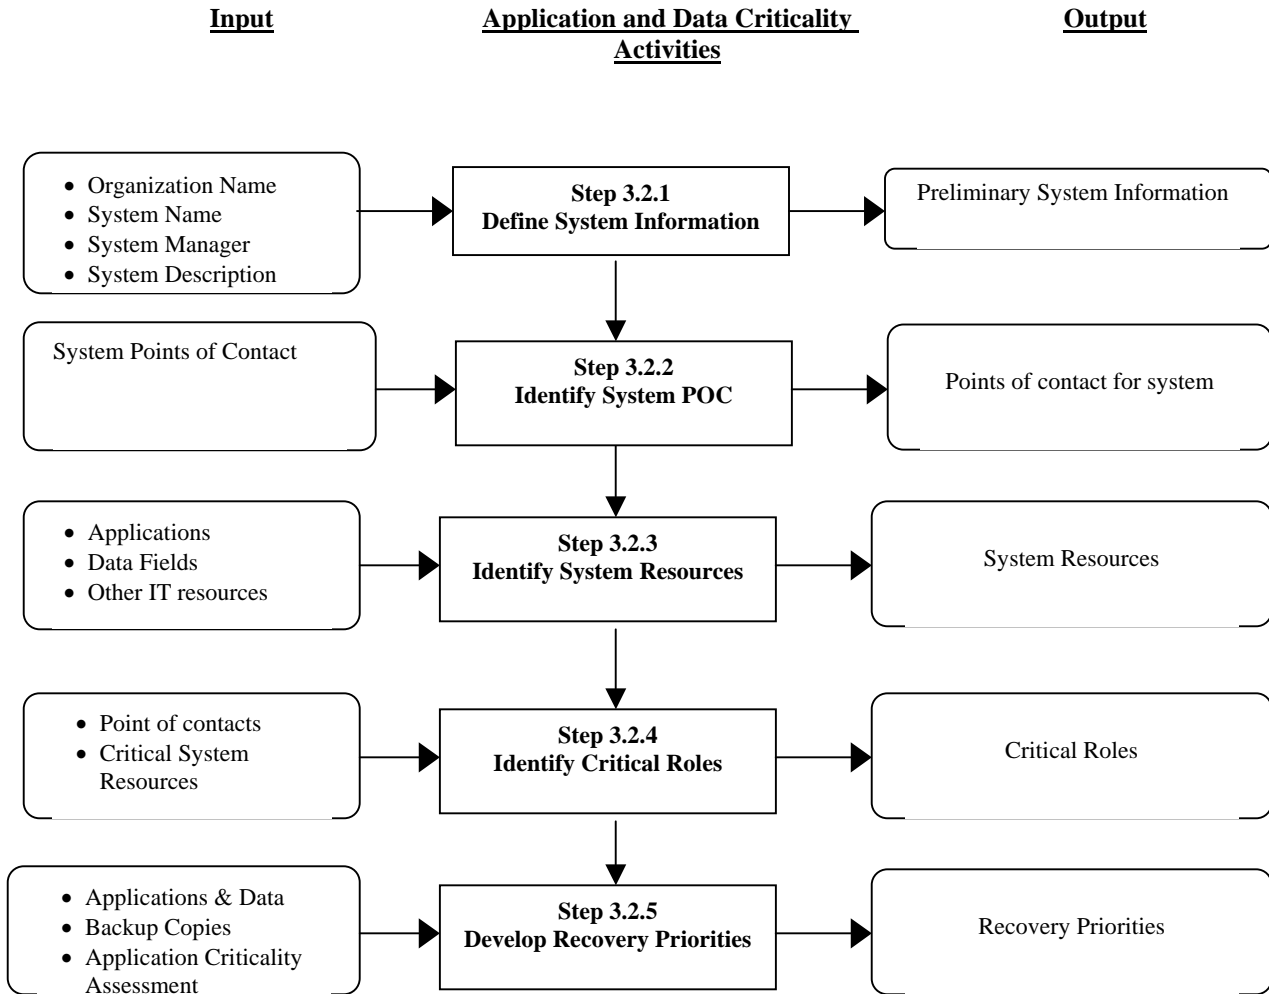 Input
Application and Data Criticality
Activities
Output
• Organization Name
• System Name
• System Manager
• System Description
Step 3.2.1
Define System Information
Preliminary System Information
System Points of Contact
Step 3.2.2
Identify System POC
Points of contact for system
• Applications
• Data Fields
• Other IT resources
Step 3.2.3
Identify System Resources
System Resources
• Point of contacts
• Critical System
Resources
Step 3.2.4
Identify Critical Roles
Critical Roles
• Applications & Data
• Backup Copies
• Application Criticality
Assessment
Step 3.2.5
Develop Recovery Priorities
Recovery Priorities